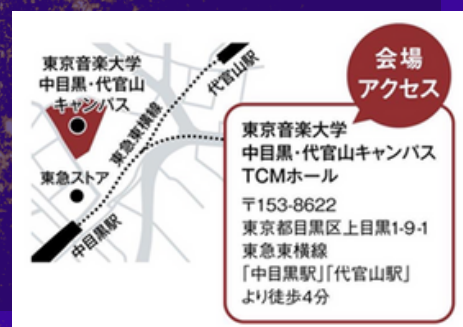 東京音楽大学
中目黒・代官山
キャンパス
東急ストア
中目黒駅
東急東横線
代官山駅
会場
アクセス
東京音楽大学
中目黒・代官山キャンパス
TCMホール
〒153-8622
東京都目黒区上目黒1-9-1
東急東横線
「中目黒駅」「代官山駅」
より徒歩4分